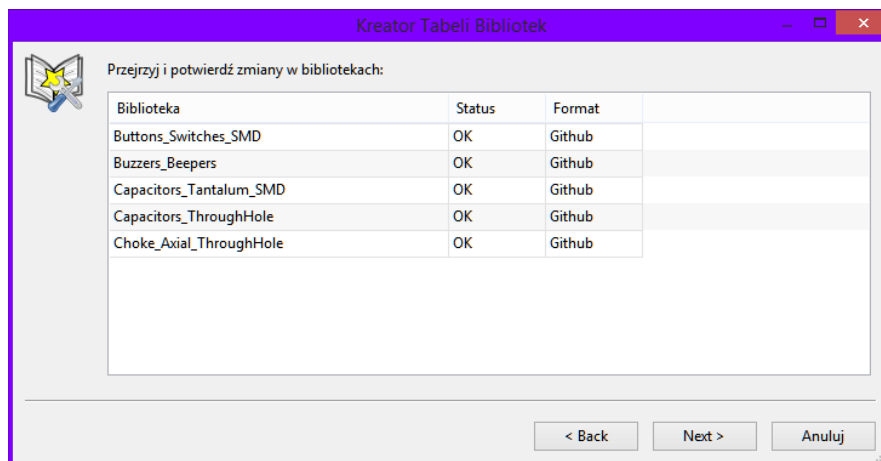 Kreator Tabeli Bibliotek
Przejrzyj i potwierdź zmiany w bibliotekach:
Biblioteka Status Format
Buttons_Switches_SMD OK Github
Buzzers_Beepers OK Github
Capacitors_Tantalum_SMD OK Github
Capacitors_ThroughHole OK Github
Choke_Axial_ThroughHole OK Github
< Back Next > Anuluj